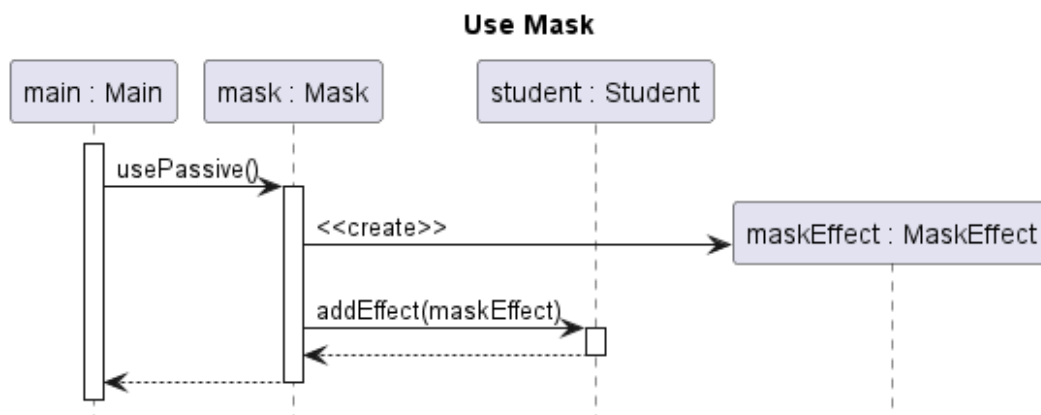 Use Mask
main : Main
mask : Mask
student : Student
usePassive()
<<create>>
maskEffect : MaskEffect
addEffect(maskEffect)